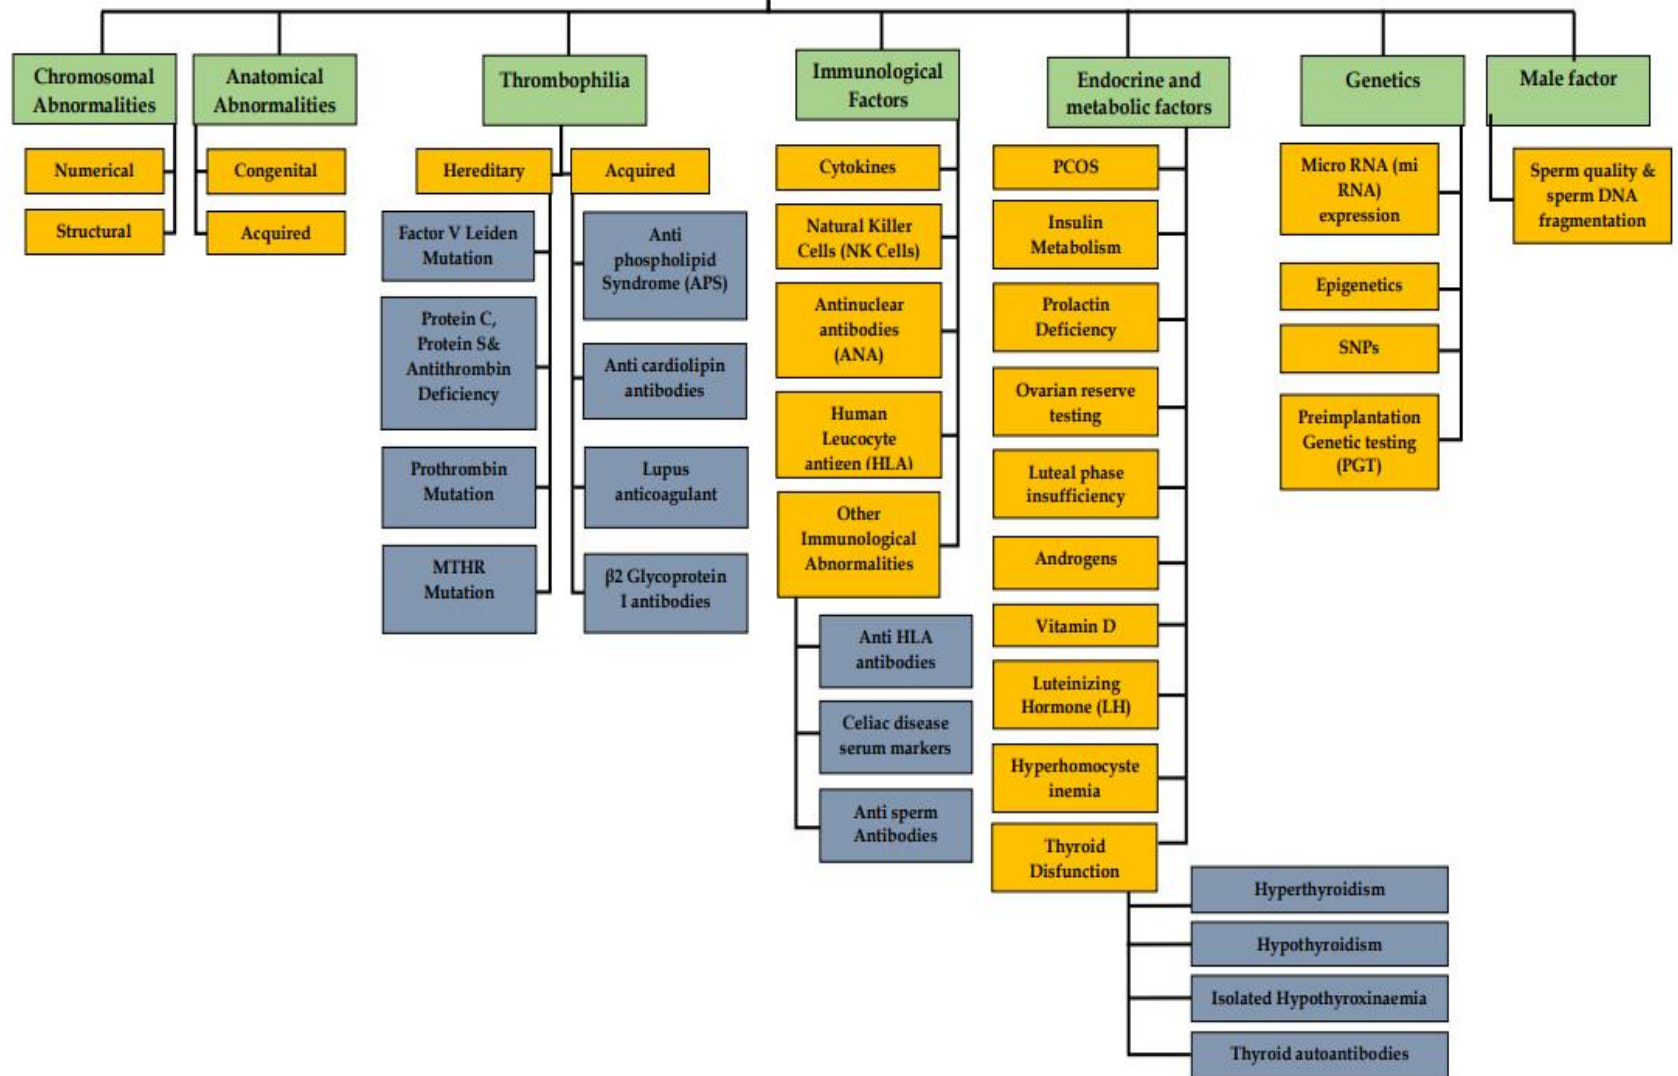 Chromosomal
Abnormalities
Numerical
Structural
Anatomical
Abnormalities
Congenital
Acquired
Thrombophilia
Hereditary
Factor V Leiden
Mutation
Protein C,
Protein S&
Antithrombin
Deficiency
Prothrombin
Mutation
MTHR
Mutation
Acquired
Anti
phospholipid
Syndrome (APS)
Anti cardiolipin
antibodies
Lupus
anticoagulant
β2 Glycoprotein
I antibodies
Immunological
Factors
Cytokines
Natural Killer
Cells (NK Cells)
Antinuclear
antibodies
(ANA)
Human
Leucocyte
antigen (HLA)
Other
Immunological
Abnormalities
Anti HLA
antibodies
Celiac disease
serum markers
Anti sperm
Antibodies
Endocrine and
metabolic factors
PCOS
Insulin
Metabolism
Prolactin
Deficiency
Ovarian reserve
testing
Luteal phase
insufficiency
Androgens
Vitamin D
Luteinizing
Hormone (LH)
Hyperhomocyste
inemia
Thyroid
Disfunction
Hyperthyroidism
Hypothyroidism
Isolated Hypothyroxinaemia
Thyroid autoantibodies
Genetics
Micro RNA (mi
RNA)
expression
Epigenetics
SNPs
Preimplantation
Genetic testing
(PGT)
Male factor
Sperm quality &
sperm DNA
fragmentation